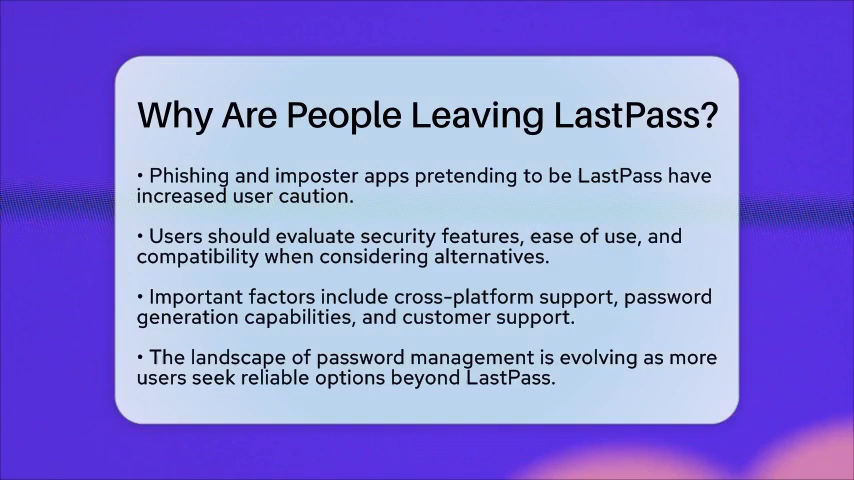 Why Are People Leaving LastPass?
• Phishing and imposter apps pretending to be LastPass have
increased user caution.
• Users should evaluate security features, ease of use, and
compatibility when considering alternatives.
• Important factors include cross-platform support, password
generation capabilities, and customer support.
• The landscape of password management is evolving as more
users seek reliable options beyond LastPass.